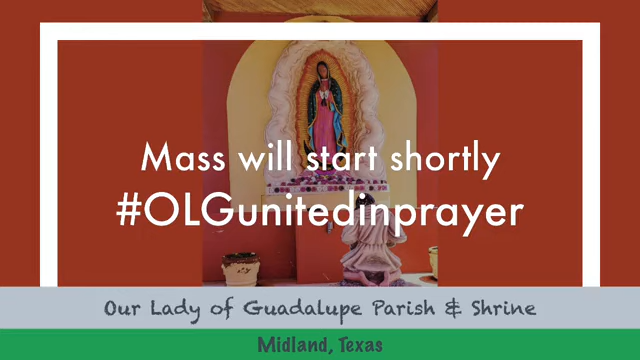 Mass will start shortly
#OLGunitedinprayer
Our Lady of Guadalupe Parish & Shrine
Midland, Texas